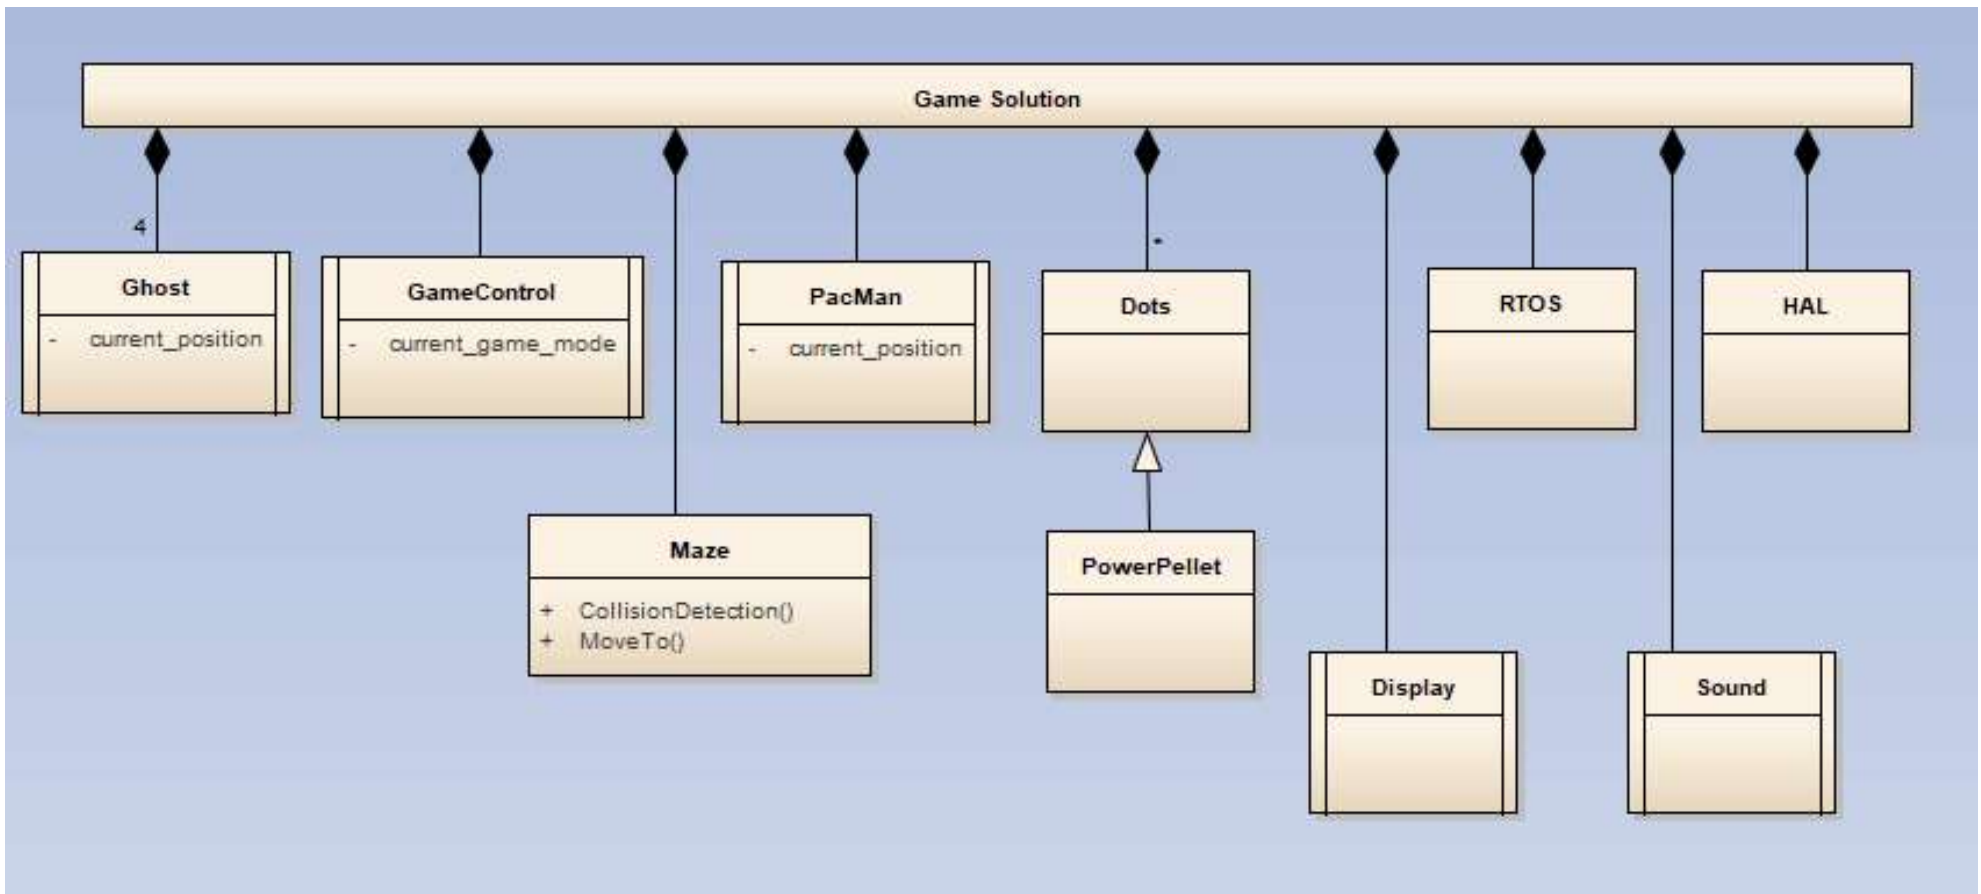 Game Solution
4
*
Ghost
- current_position
GameControl
- current_game_mode
PacMan
- current_position
Dots
RTOS
HAL
Maze
+ CollisionDetection()
+ MoveTo()
PowerPellet
Display
Sound